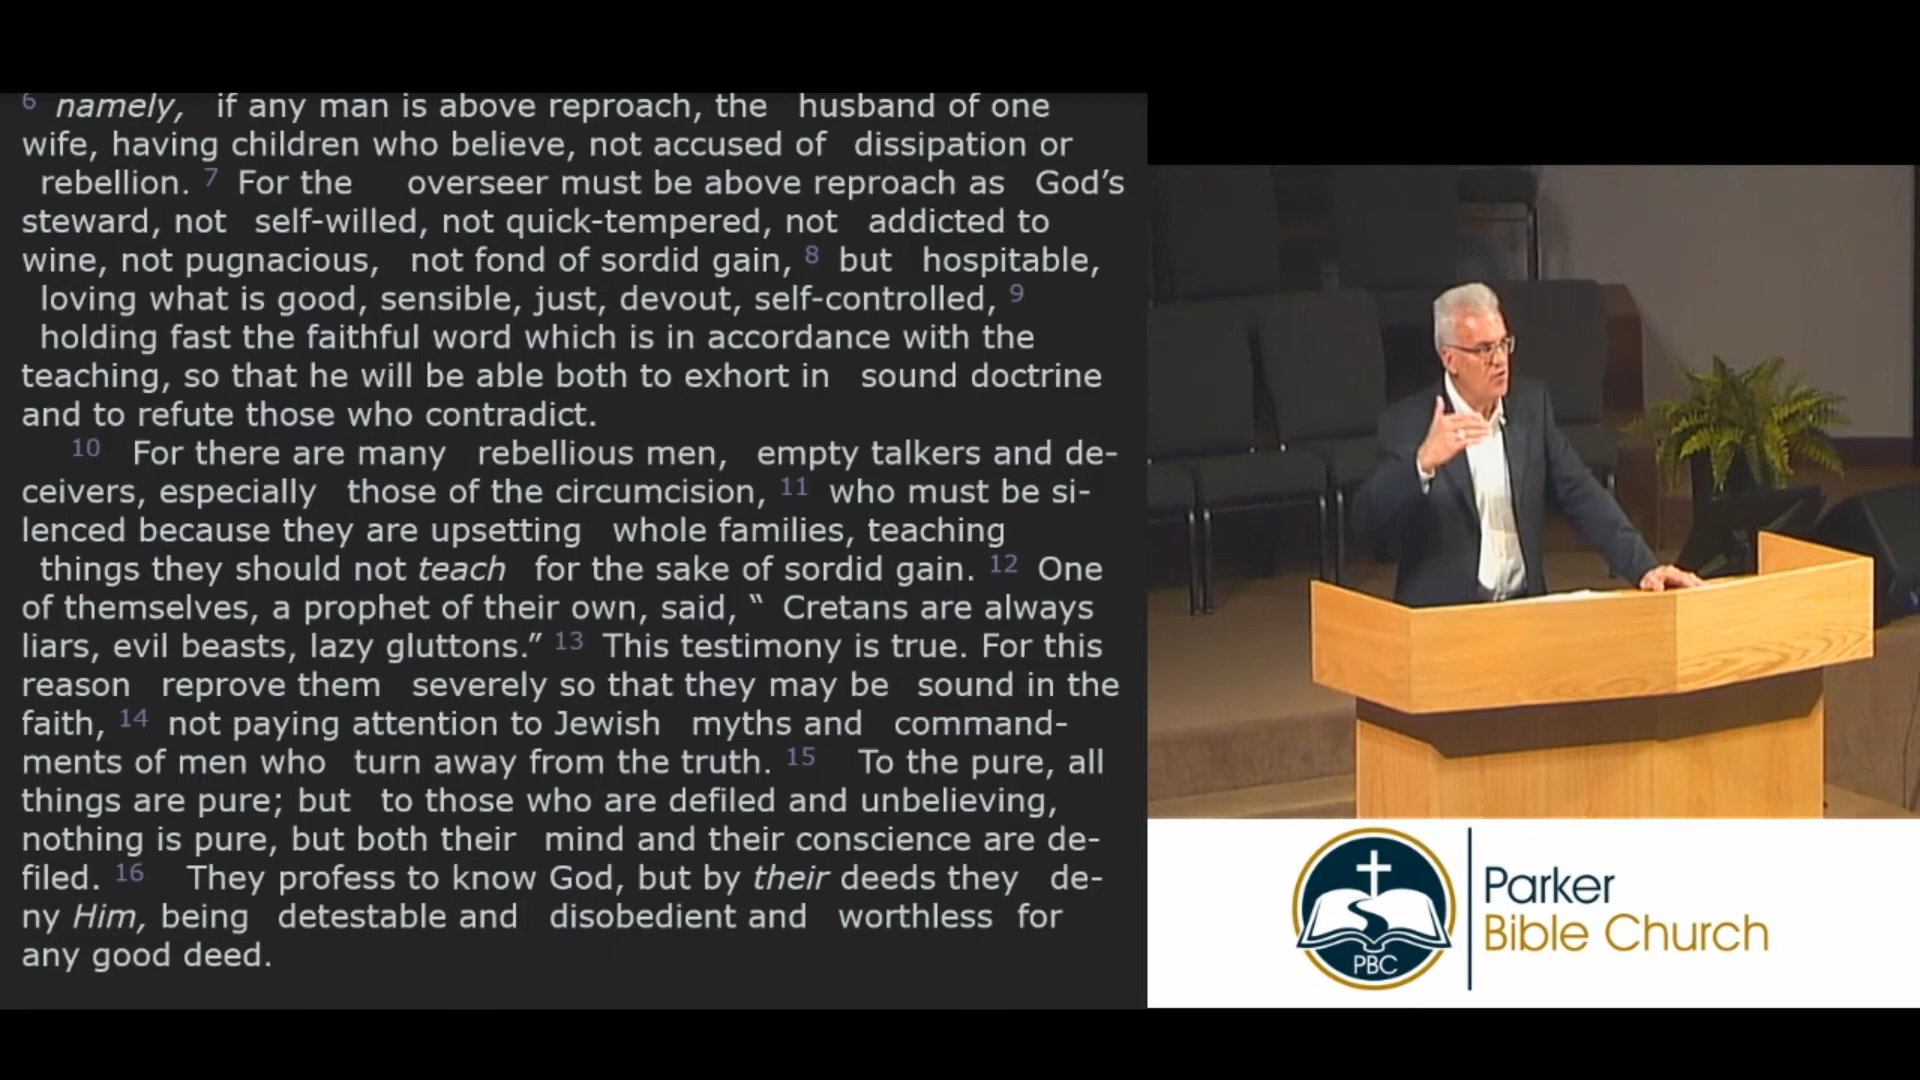 6 namely, if any man is above reproach, the husband of one
wife, having children who believe, not accused of dissipation or
rebellion. 7 For the overseer must be above reproach as God’s
steward, not self-willed, not quick-tempered, not addicted to
wine, not pugnacious, not fond of sordid gain, 8 but hospitable,
loving what is good, sensible, just, devout, self-controlled, 9
holding fast the faithful word which is in accordance with the
teaching, so that he will be able both to exhort in sound doctrine
and to refute those who contradict.
10 For there are many rebellious men, empty talkers and de-
ceivers, especially those of the circumcision, 11 who must be si-
lenced because they are upsetting whole families, teaching
things they should not teach for the sake of sordid gain. 12 One
of themselves, a prophet of their own, said, “ Cretans are always
liars, evil beasts, lazy gluttons.” 13 This testimony is true. For this
reason reprove them severely so that they may be sound in the
faith, 14 not paying attention to Jewish myths and command-
ments of men who turn away from the truth. 15 To the pure, all
things are pure; but to those who are defiled and unbelieving,
nothing is pure, but both their mind and their conscience are de-
filed. 16 They profess to know God, but by their deeds they de-
ny Him, being detestable and disobedient and worthless for
any good deed.
PBC
Parker
Bible Church